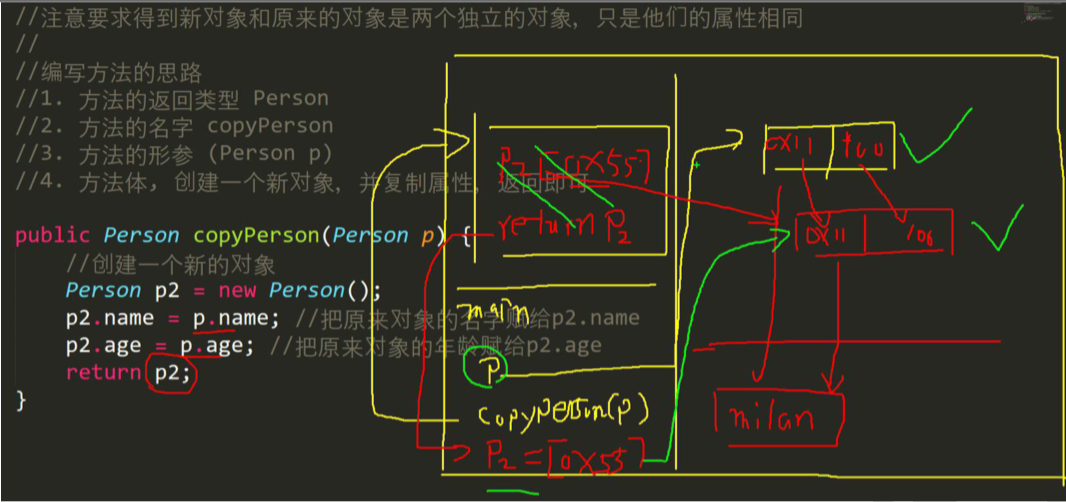 //注意要求得到新对象和原来的对象是两个独立的对象，只是他们的属性相同
//
//编写方法的思路
//1. 方法的返回类型 Person
//2. 方法的名字 copyPerson
//3. 方法的形参 (Person p)
//4. 方法体, 创建一个新对象, 并复制属性, 返回即可
public Person copyPerson(Person p) {
//创建一个新的对象
Person p2 = new Person();
p2.name = p.name; //把原来对象的名字赋给p2.name
p2.age = p.age; //把原来对象的年龄赋给p2.age
return p2;
}
P2 [0X55]
return P2
main
P
copyPerson(P)
P2 = [0X55]
0X11
0X11
milan